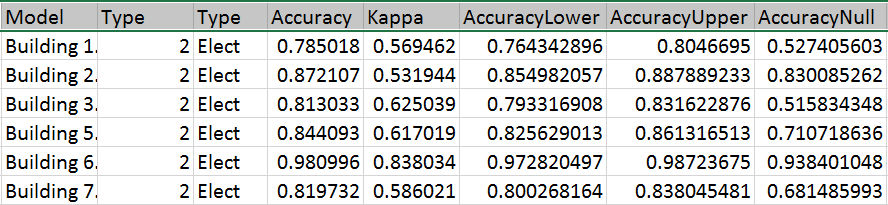 Model Type Type Accuracy Kappa AccuracyLower AccuracyUpper AccuracyNull
Building 1. 2 Elect 0.785018 0.569462 0.764342896 0.8046695 0.527405603
Building 2. 2 Elect 0.872107 0.531944 0.854982057 0.887889233 0.830085262
Building 3. 2 Elect 0.813033 0.625039 0.793316908 0.831622876 0.515834348
Building 5. 2 Elect 0.844093 0.617019 0.825629013 0.861316513 0.710718636
Building 6. 2 Elect 0.980996 0.838034 0.972820497 0.98723675 0.938401048
Building 7. 2 Elect 0.819732 0.586021 0.800268164 0.838045481 0.681485993